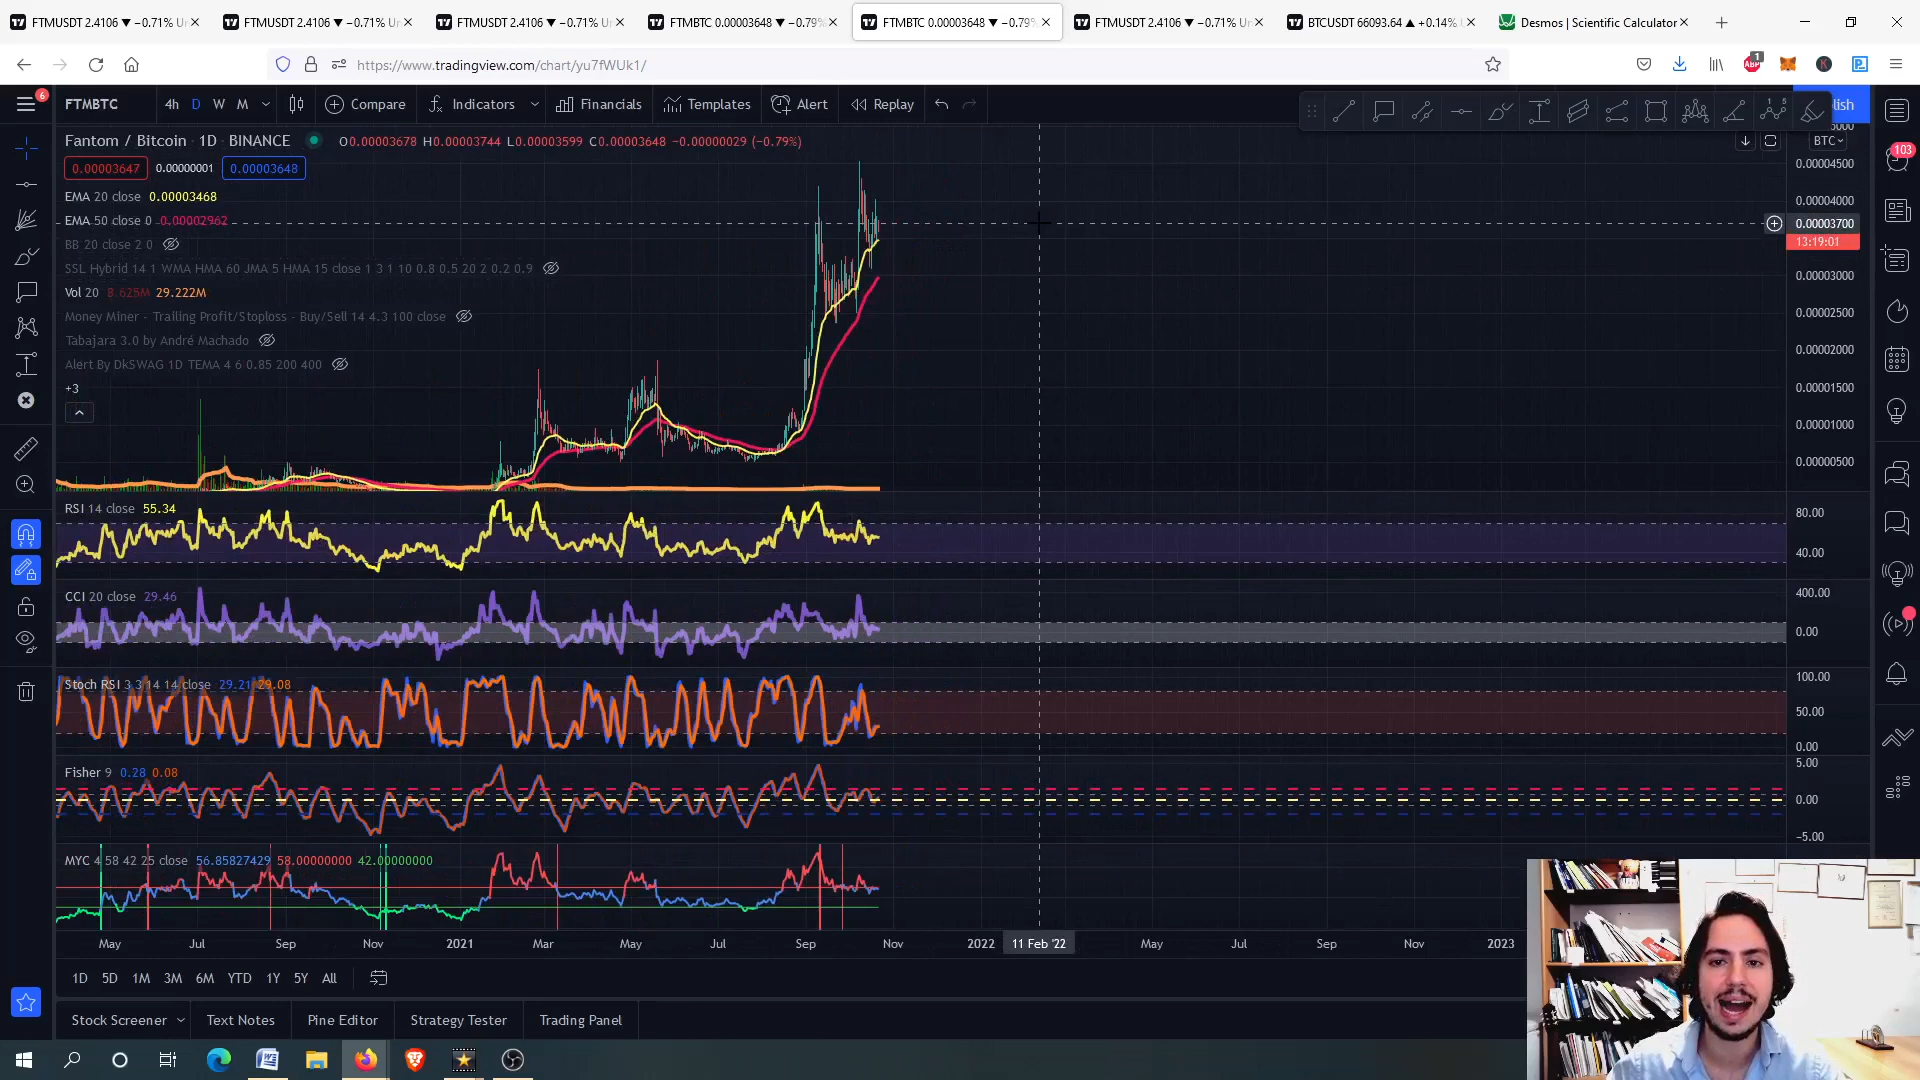 FTMUSDT 2.4106 ▼ −0.71% Un
FTMUSDT 2.4106 ▼ −0.71% Un
FTMUSDT 2.4106 ▼ −0.71% Un
FTMBTC 0.00003648 ▼ −0.79%
FTMBTC 0.00003648 ▼ −0.79%
FTMUSDT 2.4106 ▼ −0.71% Un
BTCUSDT 66093.64 ▲ +0.14%
Desmos | Scientific Calculator
https://www.tradingview.com/chart/yu7fWUk1/
1
ABP
K
6
FTMBTC
4h D W M
Compare
Indicators
Financials
Templates
Alert
Replay
lish
Fantom / Bitcoin 1D BINANCE
O0.00003678 H0.00003744 L0.00003599 C0.00003648 −0.00000029 (−0.79%)
BTC
0.00003647 0.00000001 0.00003648
EMA 20 close 0.00003468
EMA 50 close 0 0.00002962
BB 20 close 2 0
SSL Hybrid 14 1 WMA HMA 60 JMA 5 HMA 15 close 1 3 1 10 0.8 0.5 20 2 0.2 0.9
Vol 20 8.625M 29.222M
Money Miner - Trailing Profit/Stoploss - Buy/Sell 14 4.3 100 close
Tabajara 3.0 by André Machado
Alert By DkSWAG 1D TEMA 4 6 0.85 200 400
+3
0.00004500
0.00004000
0.00003700
13:19:01
0.00003000
0.00002500
0.00002000
0.00001500
0.00001000
0.00000500
103
RSI 14 close 55.34
80.00
40.00
CCI 20 close 29.46
400.00
0.00
Stoch RSI 3 3 14 14 close 29.21 29.08
100.00
50.00
0.00
Fisher 9 0.28 0.08
5.00
0.00
−5.00
MYC 4 58 42 25 close 56.85827429 58.00000000 42.00000000
May Jul Sep Nov 2021 Mar May Jul Sep Nov 2022 11 Feb '22 May Jul Sep Nov 2023
1D 5D 1M 3M 6M YTD 1Y 5Y All
Stock Screener
Text Notes
Pine Editor
Strategy Tester
Trading Panel